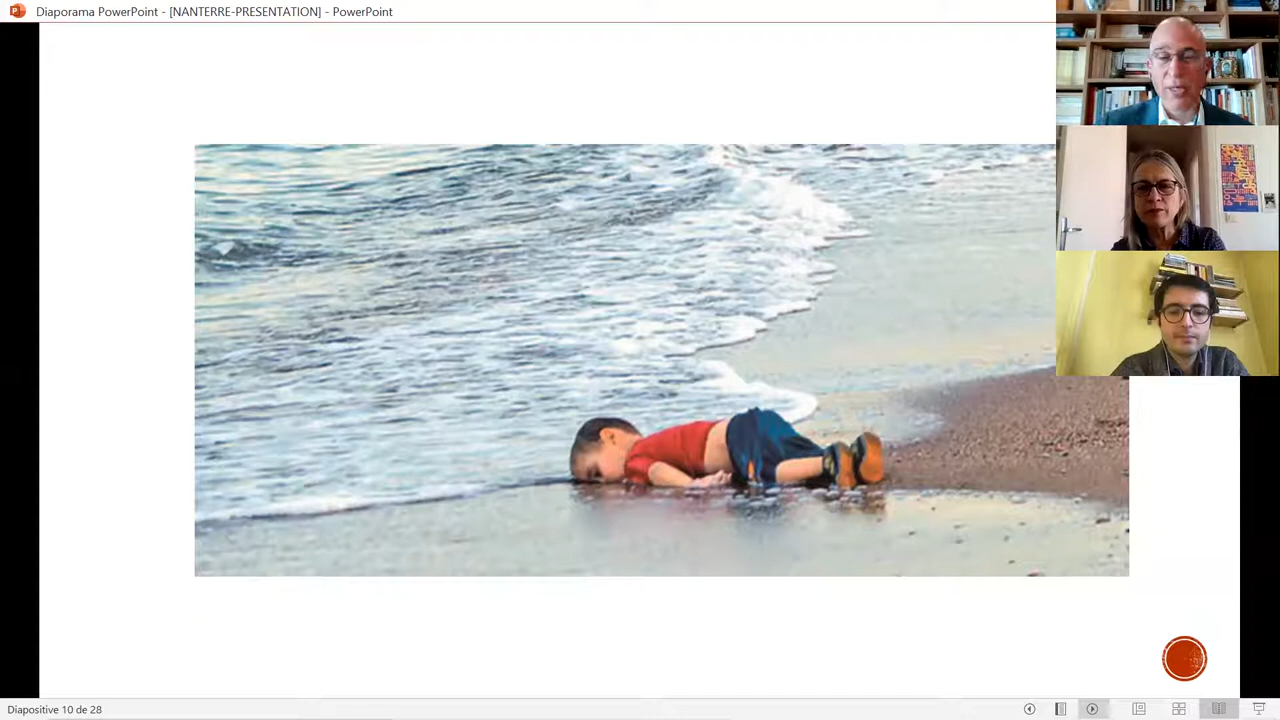 Diaporama PowerPoint - [NANTERRE-PRESENTATION] - PowerPoint
Diapositive 10 de 28